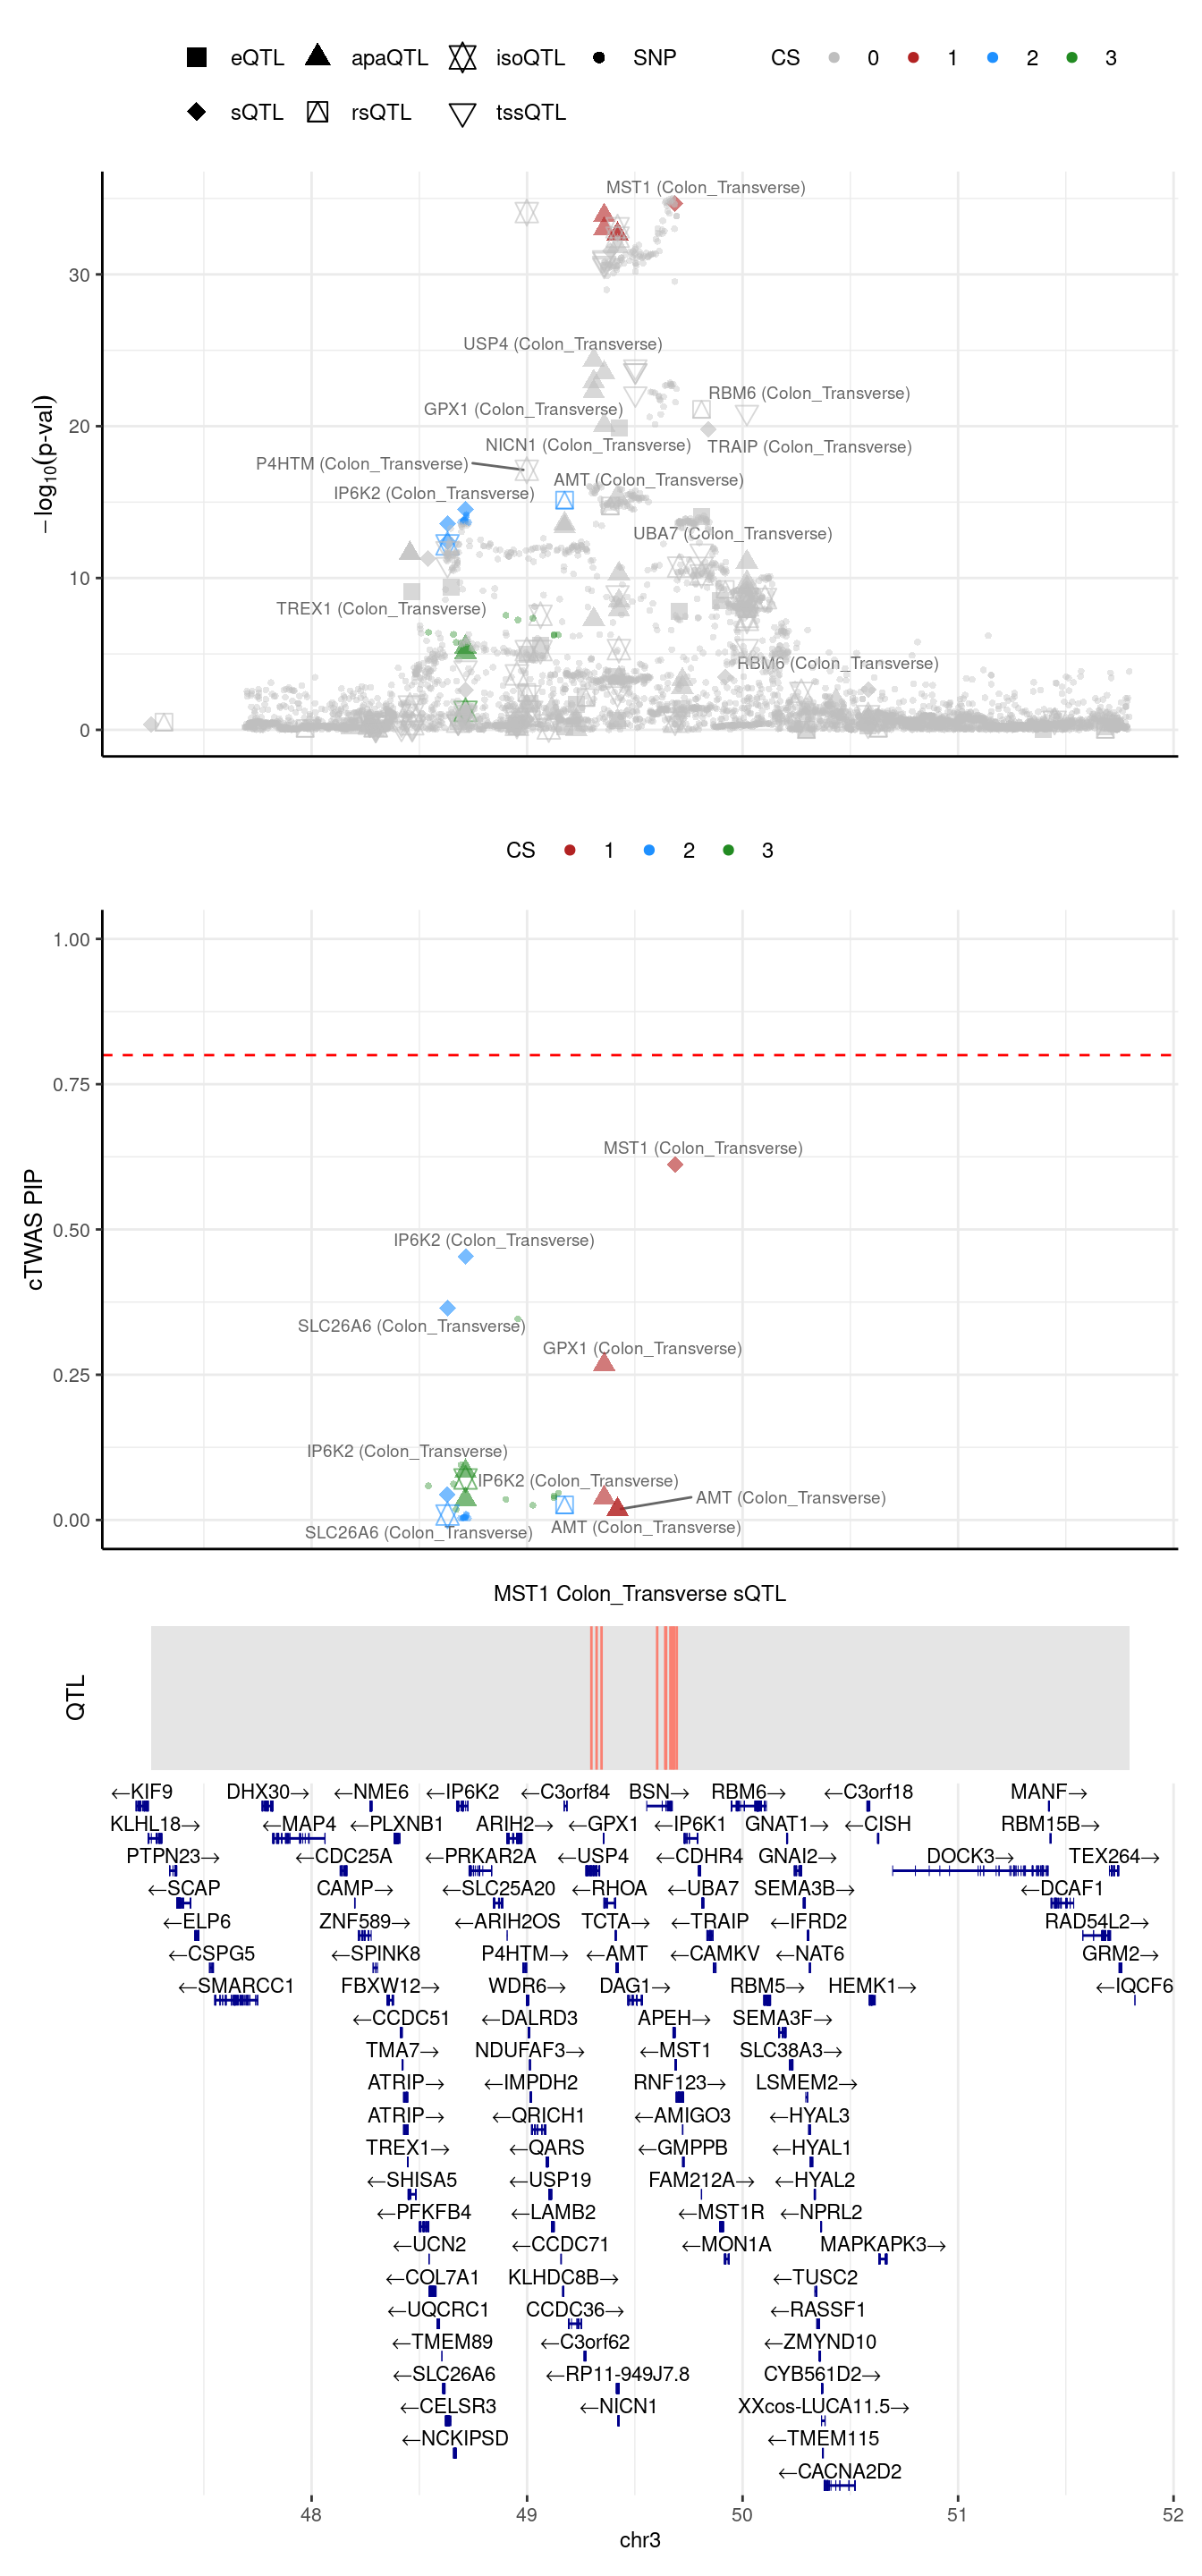 eQTL apaQTL isoQTL SNP CS 0 1 2 3
sQTL rsQTL tssQTL
MST1 (Colon_Transverse)
30
USP4 (Colon_Transverse)
RBM6 (Colon_Transverse)
GPX1 (Colon_Transverse)
20
NICN1 (Colon_Transverse) TRAIP (Colon_Transverse)
P4HTM (Colon_Transverse)
AMT (Colon_Transverse)
IP6K2 (Colon_Transverse)
UBA7 (Colon_Transverse)
10
TREX1 (Colon_Transverse)
RBM6 (Colon_Transverse)
0
−log10(p-val)
CS 1 2 3
1.00
0.75
MST1 (Colon_Transverse)
0.50
IP6K2 (Colon_Transverse)
SLC26A6 (Colon_Transverse)
GPX1 (Colon_Transverse)
0.25
IP6K2 (Colon_Transverse)
IP6K2 (Colon_Transverse)
AMT (Colon_Transverse)
0.00
AMT (Colon_Transverse)
SLC26A6 (Colon_Transverse)
cTWAS PIP
MST1 Colon_Transverse sQTL
QTL
←KIF9 DHX30→ ←NME6 ←IP6K2 ←C3orf84 BSN→ RBM6→ ←C3orf18 MANF→
KLHL18→ ←MAP4 ←PLXNB1 ARIH2→ ←GPX1 ←IP6K1 GNAT1→ ←CISH RBM15B→
PTPN23→ ←CDC25A ←PRKAR2A ←USP4 ←CDHR4 GNAI2→ DOCK3→ TEX264→
←SCAP CAMP→ ←SLC25A20 ←RHOA ←UBA7 SEMA3B→ ←DCAF1
←ELP6 ZNF589→ ←ARIH2OS TCTA→ ←TRAIP ←IFRD2 RAD54L2→
←CSPG5 ←SPINK8 P4HTM→ ←AMT ←CAMKV ←NAT6 GRM2→
←SMARCC1 FBXW12→ WDR6→ DAG1→ RBM5→ HEMK1→ ←IQCF6
←CCDC51 ←DALRD3 APEH→ SEMA3F→
TMA7→ NDUFAF3→ ←MST1 SLC38A3→
ATRIP→ ←IMPDH2 RNF123→ LSMEM2→
ATRIP→ ←QRICH1 ←AMIGO3 ←HYAL3
TREX1→ ←QARS ←GMPPB ←HYAL1
←SHISA5 ←USP19 FAM212A→ ←HYAL2
←PFKFB4 ←LAMB2 ←MST1R ←NPRL2
←UCN2 ←CCDC71 ←MON1A MAPKAPK3→
←COL7A1 KLHDC8B→ ←TUSC2
←UQCRC1 CCDC36→ ←RASSF1
←TMEM89 ←C3orf62 ←ZMYND10
←SLC26A6 ←RP11-949J7.8 CYB561D2→
←CELSR3 ←NICN1 XXcos-LUCA11.5→
←NCKIPSD ←TMEM115
←CACNA2D2
48 49 50 51 52
chr3